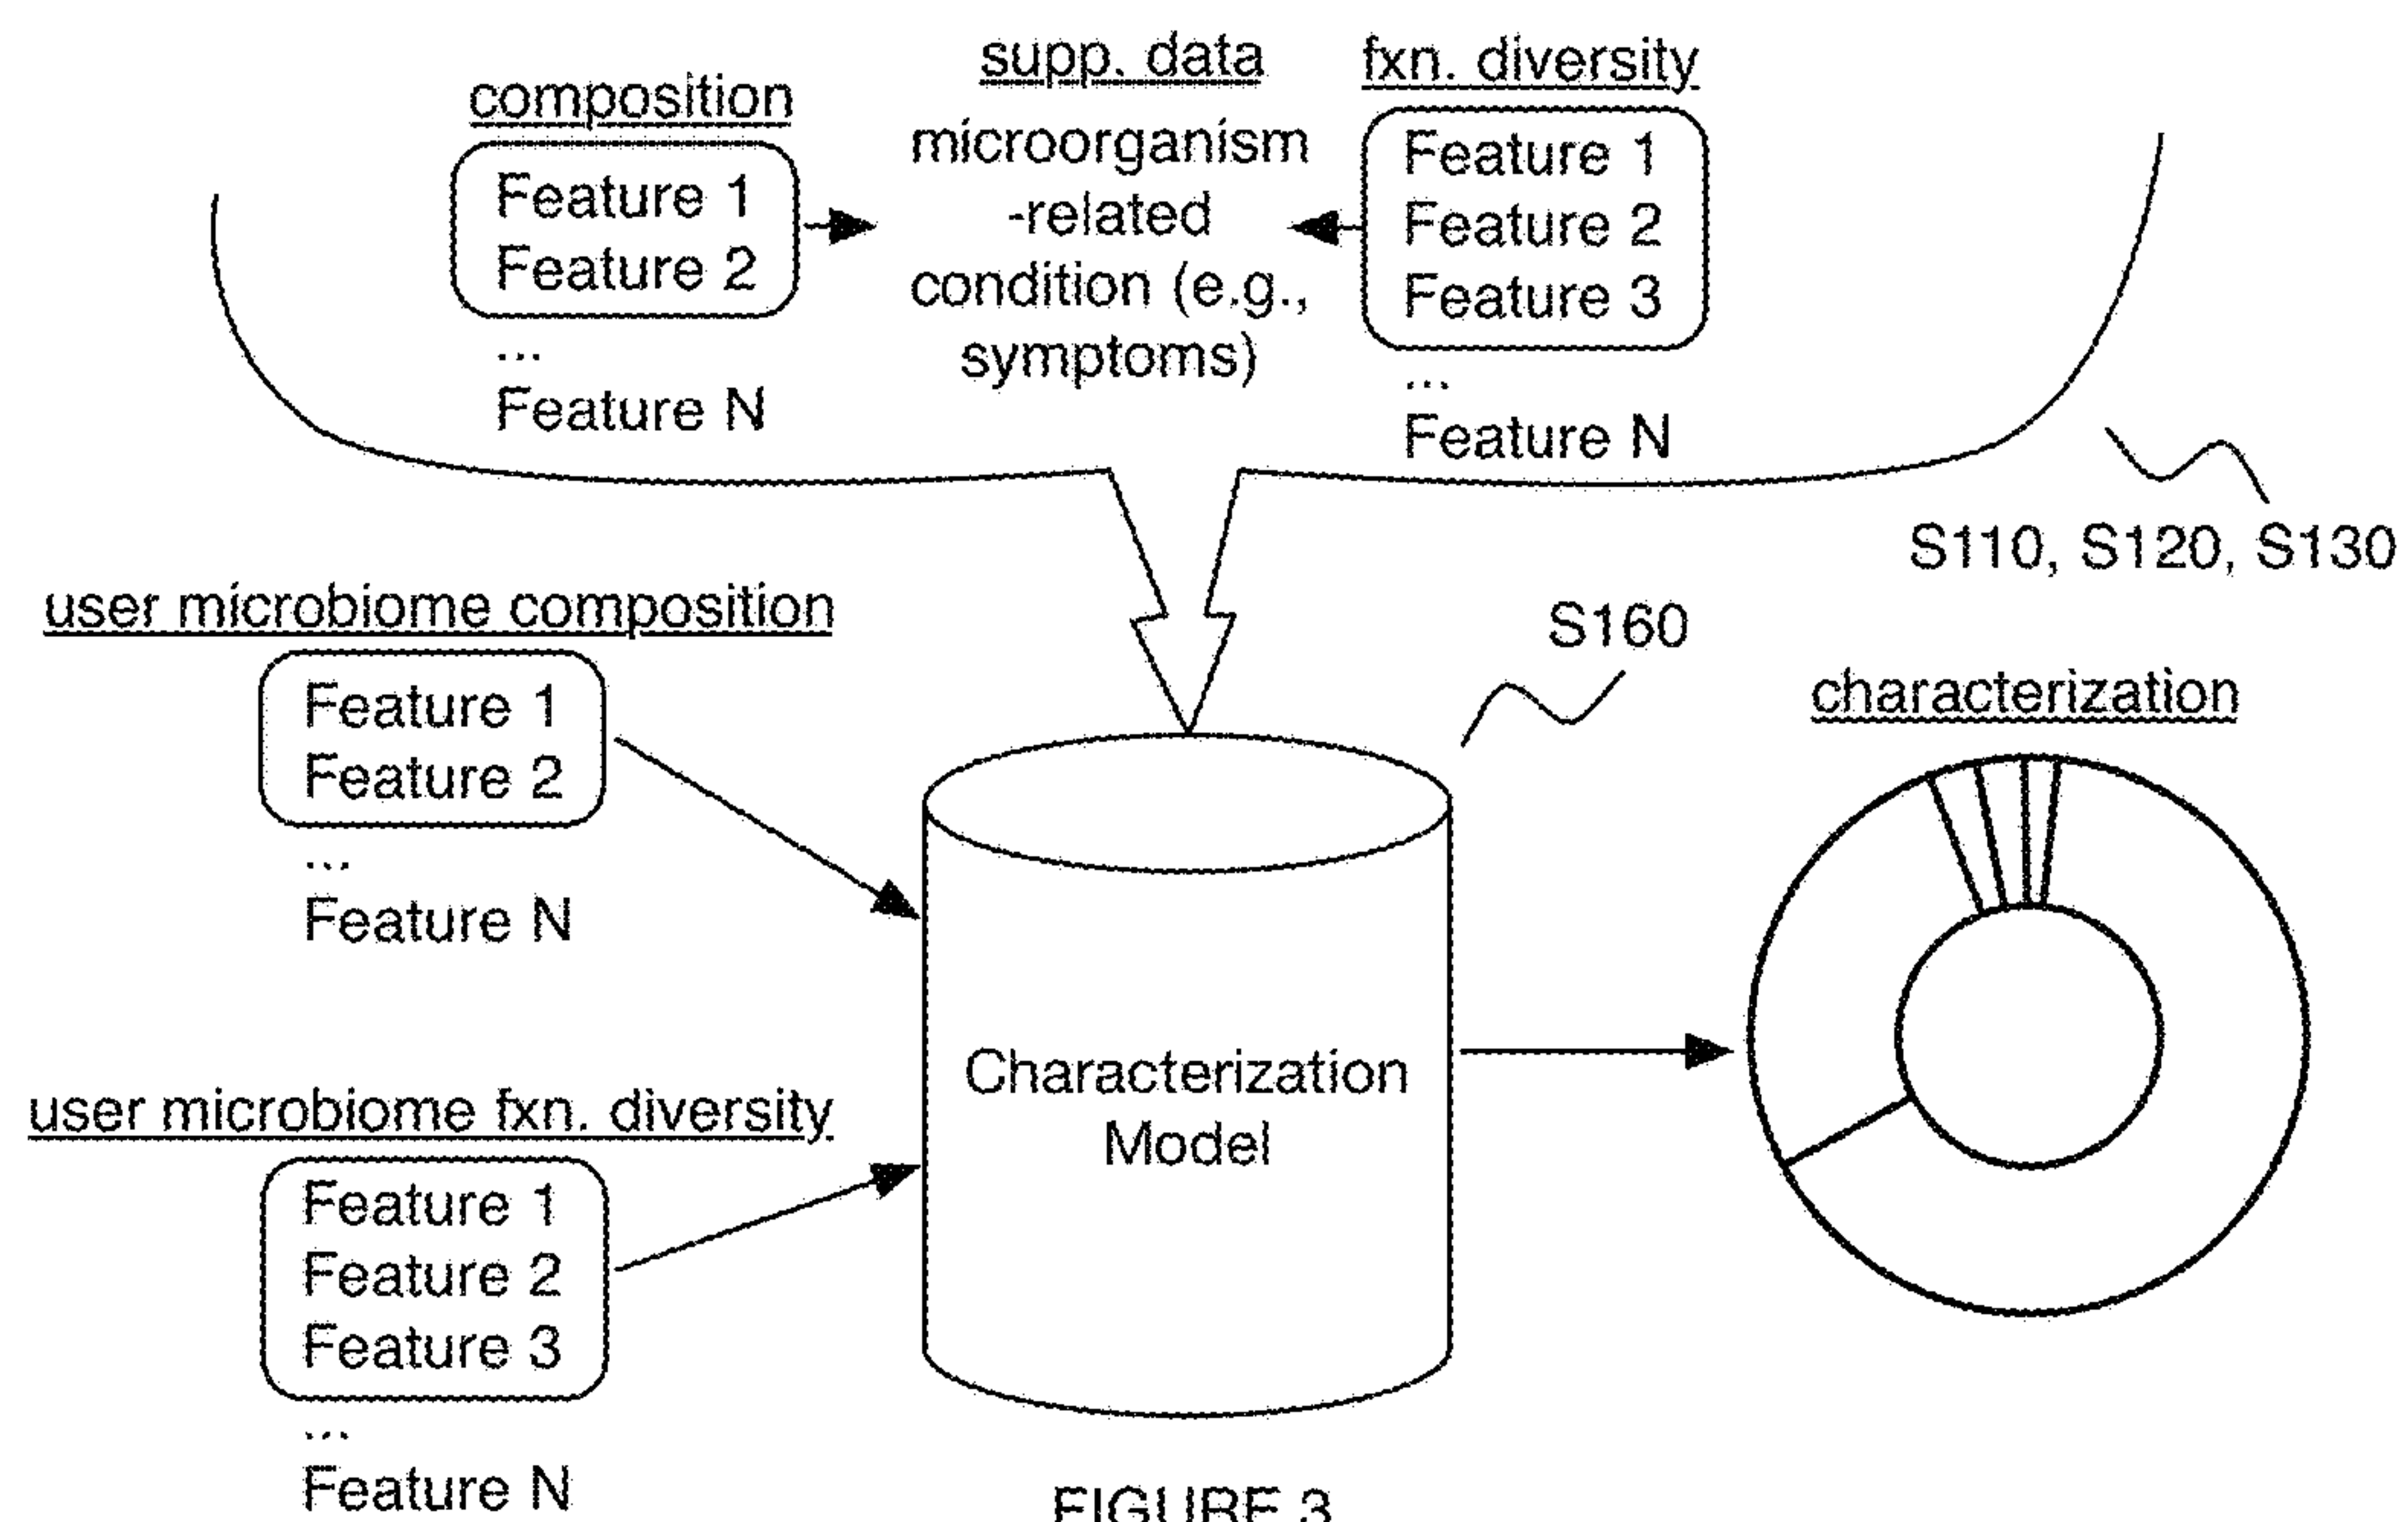 composition
Feature 1
Feature 2
...
Feature N
supp. data
microorganism
-related
condition (e.g.,
symptoms)
fxn. diversity
Feature 1
Feature 2
Feature 3
...
Feature N
S110, S120, S130
user microbiome composition
Feature 1
Feature 2
...
Feature N
S160
characterization
user microbiome fxn. diversity
Feature 1
Feature 2
Feature 3
...
Feature N
Characterization
Model
FIGURE 3